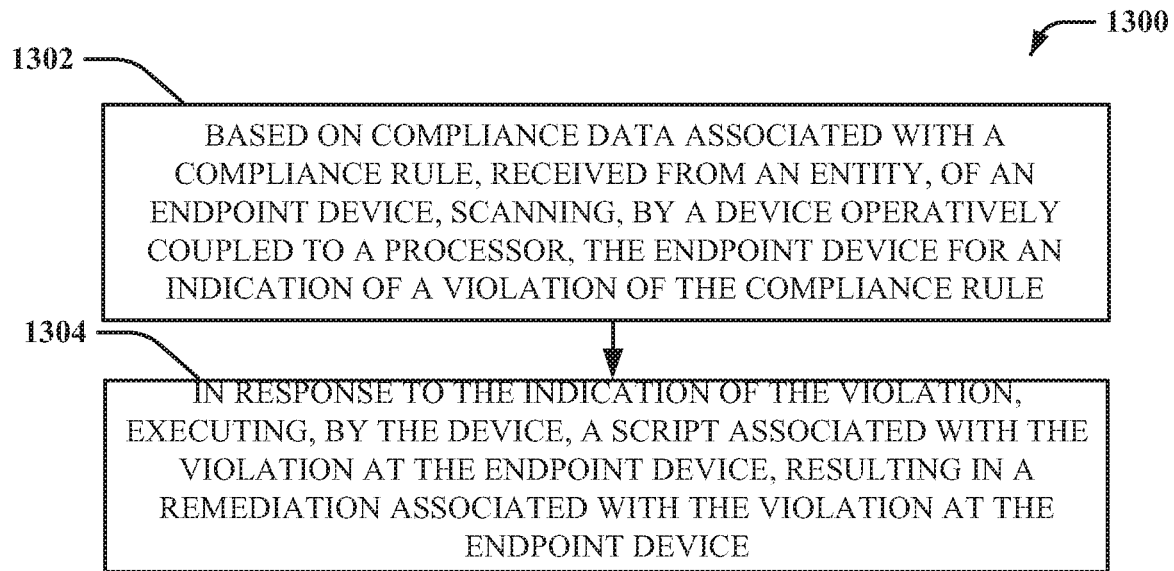 1300
1302
BASED ON COMPLIANCE DATA ASSOCIATED WITH A
COMPLIANCE RULE, RECEIVED FROM AN ENTITY, OF AN
ENDPOINT DEVICE, SCANNING, BY A DEVICE OPERATIVELY
COUPLED TO A PROCESSOR, THE ENDPOINT DEVICE FOR AN
INDICATION OF A VIOLATION OF THE COMPLIANCE RULE
1304
IN RESPONSE TO THE INDICATION OF THE VIOLATION,
EXECUTING, BY THE DEVICE, A SCRIPT ASSOCIATED WITH THE
VIOLATION AT THE ENDPOINT DEVICE, RESULTING IN A
REMEDIATION ASSOCIATED WITH THE VIOLATION AT THE
ENDPOINT DEVICE